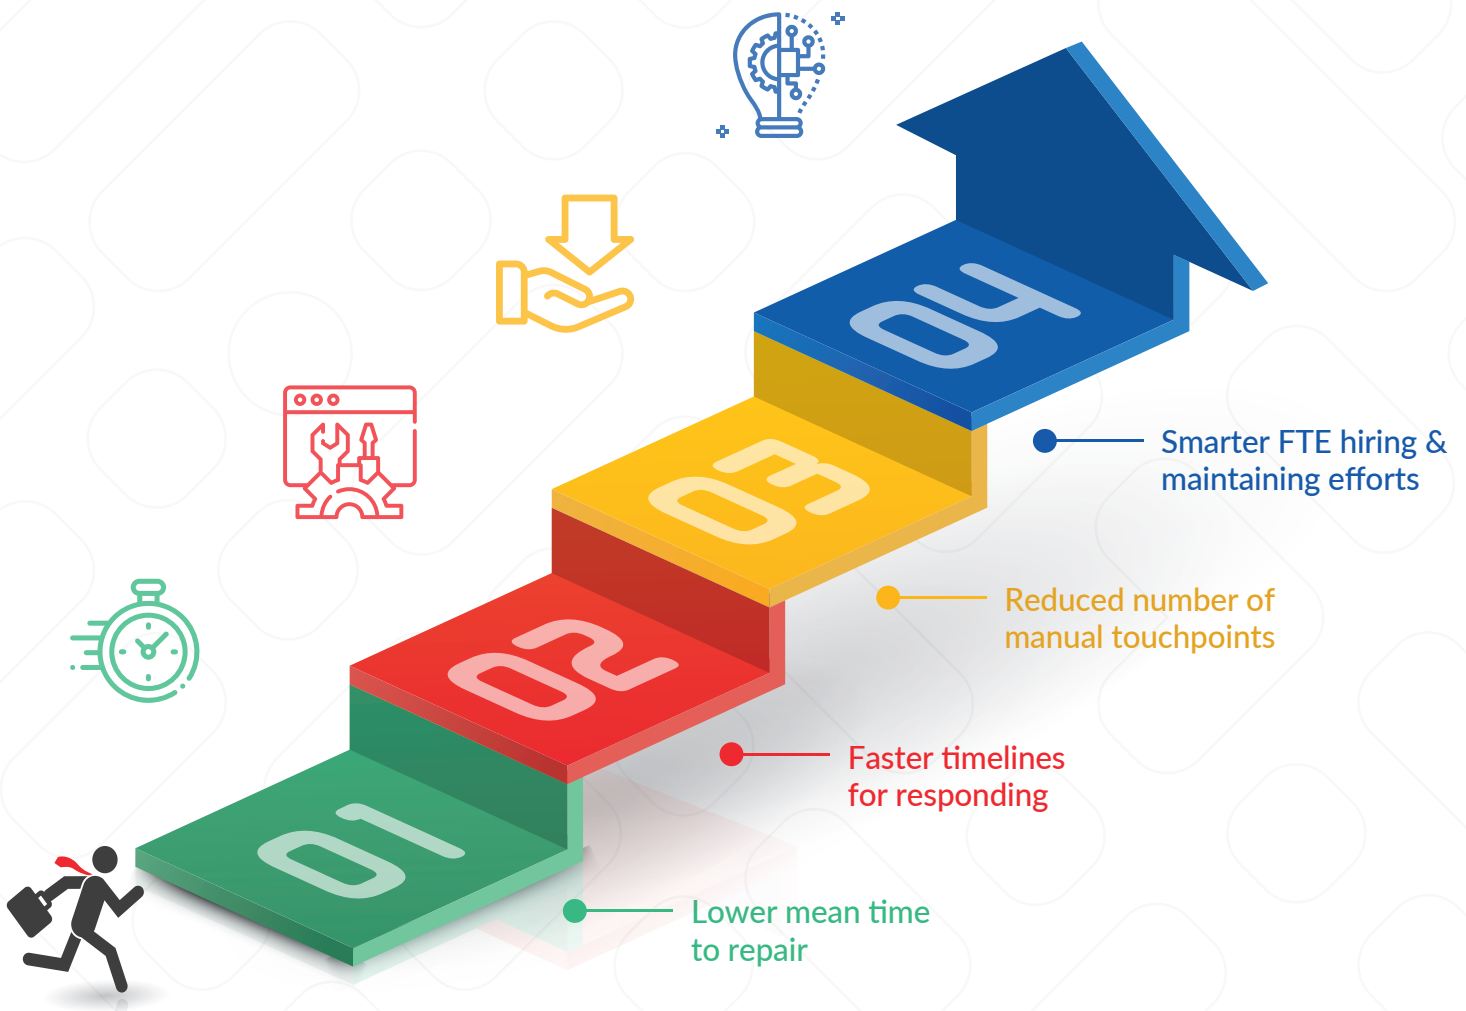 04
Smarter FTE hiring &
maintaining efforts
03
Reduced number of
manual touchpoints
02
Faster timelines
for responding
01
Lower mean time
to repair